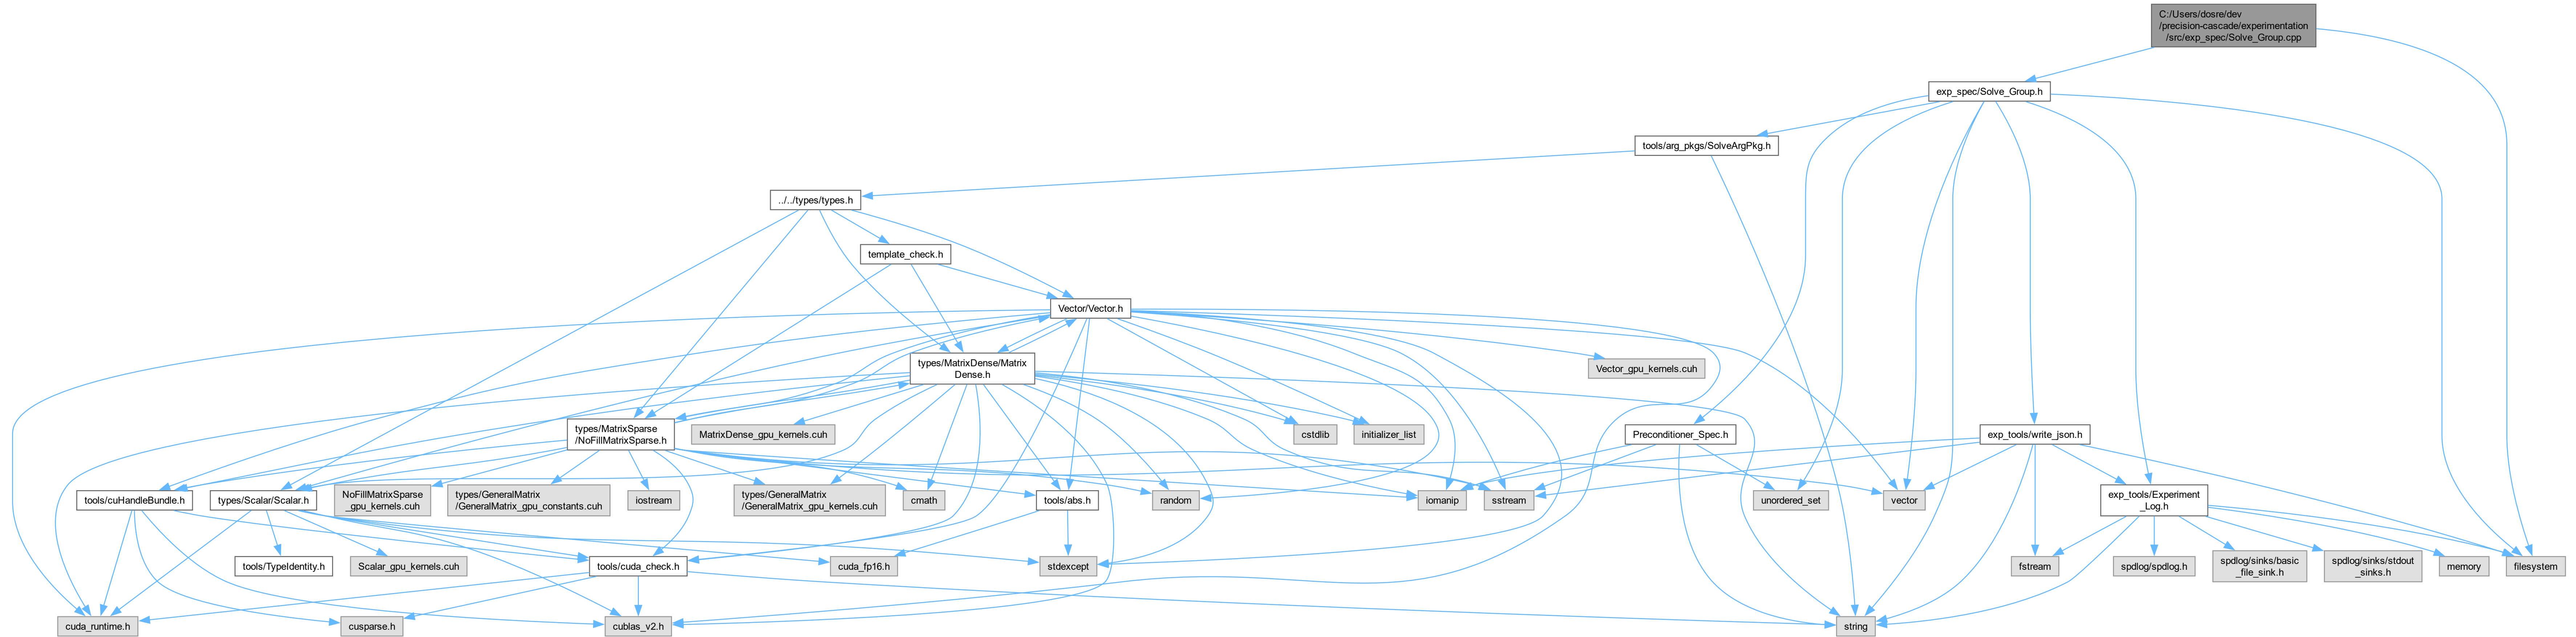 C:/Users/dosre/dev
/precision-cascade/experimentation
/src/exp_spec/Solve_Group.cpp
exp_spec/Solve_Group.h
tools/arg_pkgs/SolveArgPkg.h
../../types/types.h
template_check.h
Vector/Vector.h
types/MatrixDense/Matrix
Dense.h
Vector_gpu_kernels.cuh
types/MatrixSparse
/NoFillMatrixSparse.h
MatrixDense_gpu_kernels.cuh
cstdlib
initializer_list
Preconditioner_Spec.h
exp_tools/write_json.h
tools/cuHandleBundle.h
types/Scalar/Scalar.h
NoFillMatrixSparse
_gpu_kernels.cuh
types/GeneralMatrix
/GeneralMatrix_gpu_constants.cuh
iostream
types/GeneralMatrix
/GeneralMatrix_gpu_kernels.cuh
cmath
tools/abs.h
random
iomanip
sstream
unordered_set
vector
exp_tools/Experiment
_Log.h
tools/TypeIdentity.h
Scalar_gpu_kernels.cuh
tools/cuda_check.h
cuda_fp16.h
stdexcept
fstream
spdlog/spdlog.h
spdlog/sinks/basic
_file_sink.h
spdlog/sinks/stdout
_sinks.h
memory
filesystem
cuda_runtime.h
cusparse.h
cublas_v2.h
string